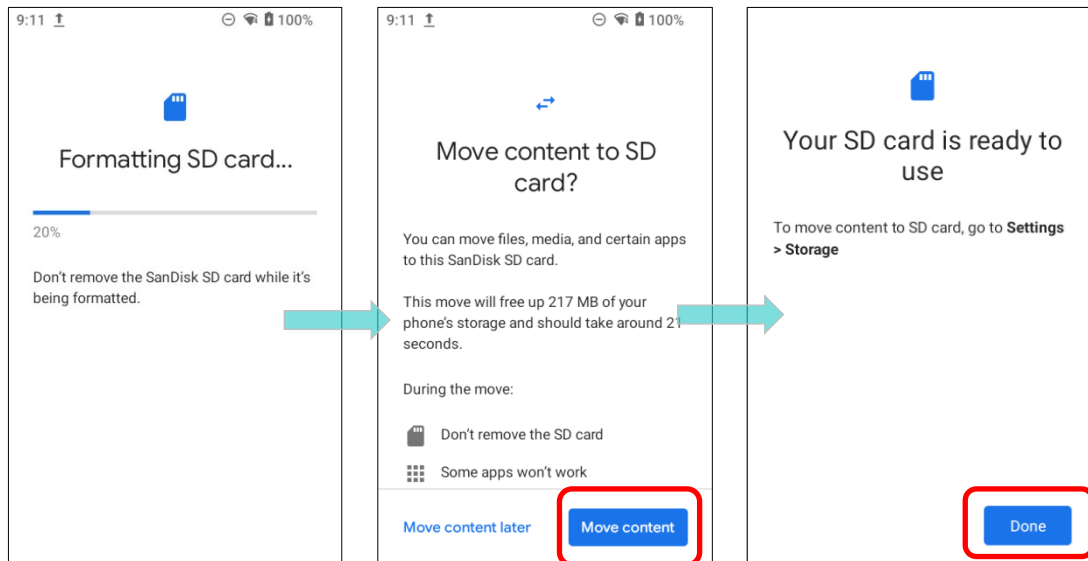 9:11
100%
Formatting SD card...
20%
Don't remove the SanDisk SD card while it's
being formatted.
9:11
100%
Move content to SD
card?
You can move files, media, and certain apps
to this SanDisk SD card.
This move will free up 217 MB of your
phone's storage and should take around 21
seconds.
During the move:
Don't remove the SD card
Some apps won't work
Move content later
Move content
Your SD card is ready to
use
To move content to SD card, go to Settings
> Storage
Done